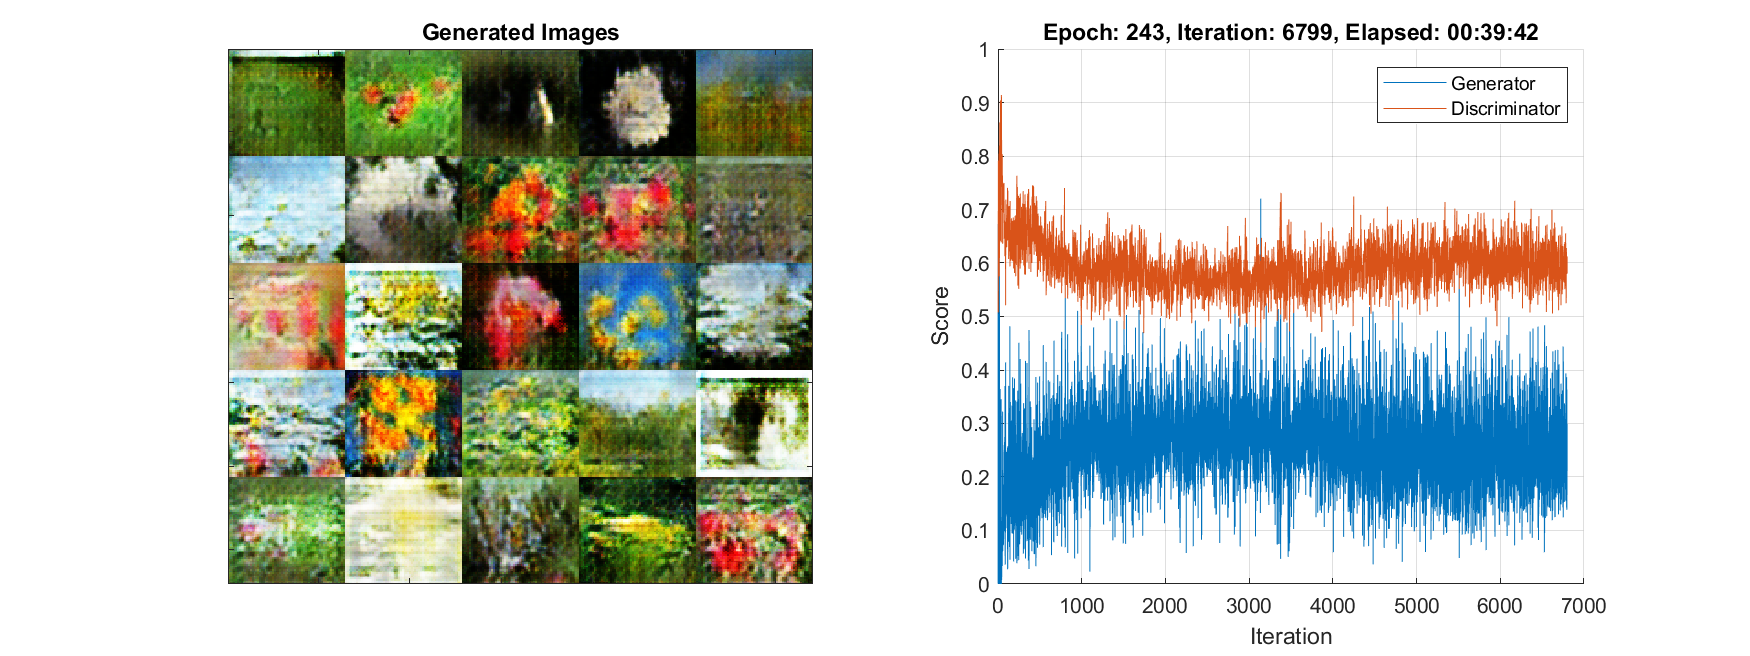 Generated Images
Epoch: 243, Iteration: 6799, Elapsed: 00:39:42
Generator
Discriminator
1
0.9
0.8
0.7
0.6
0.5
0.4
0.3
0.2
0.1
0
Score
0 1000 2000 3000 4000 5000 6000 7000
Iteration